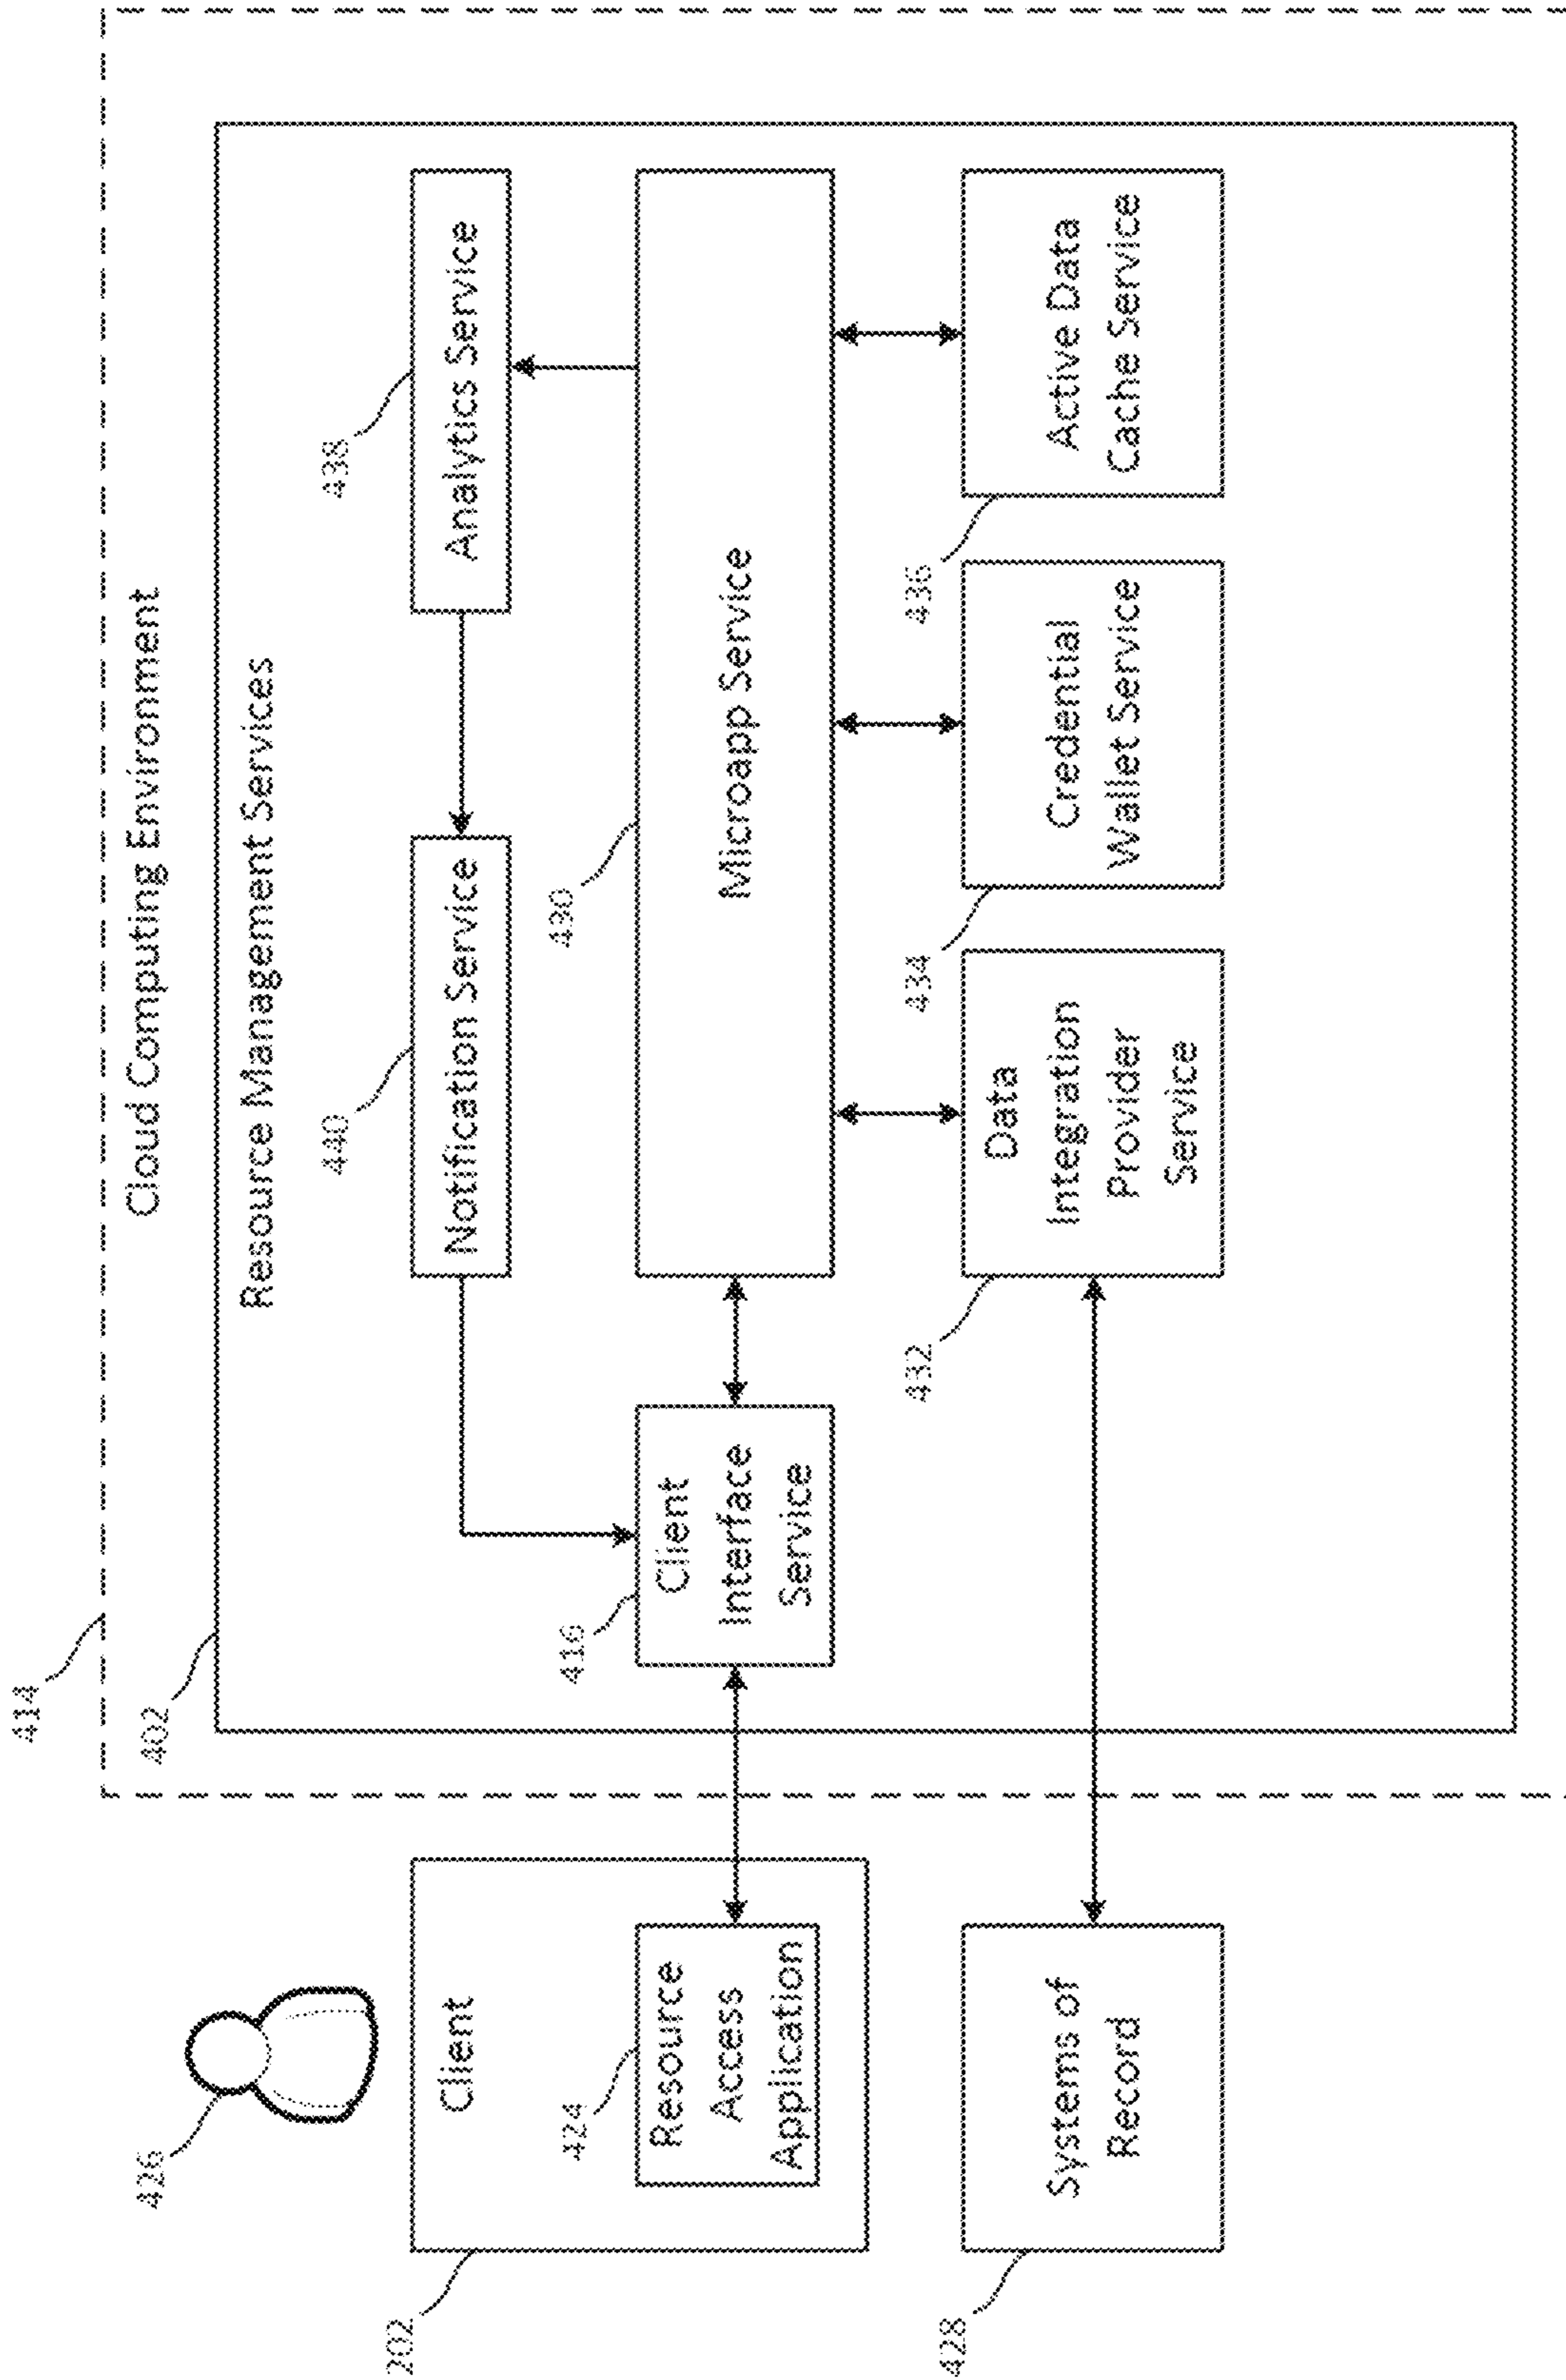 414
Cloud Computing Environment
402
Resource Management Services
426
440
438
Notification Service
Analytics Service
202
Client
424
Resource
Access
Application
416
Client
Interface
Service
430
Microapp Service
428
Systems of
Record
432
Data
Integration
Provider
Service
434
Credential
Wallet Service
436
Active Data
Cache Service